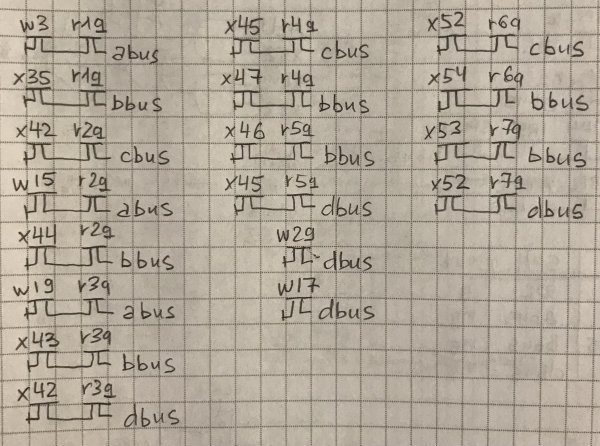 w3 r1g
abus
x35 r1g
bbus
x42 r2g
cbus
w15 r2g
abus
x44 r2g
bbus
w19 r3g
abus
x43 r3g
bbus
x42 r3g
dbus
x45 r4g
cbus
x47 r4g
bbus
x46 r5g
bbus
x45 r5g
dbus
w29
dbus
w17
dbus
x52 r6g
cbus
x54 r6g
bbus
x53 r7g
bbus
x52 r7g
dbus